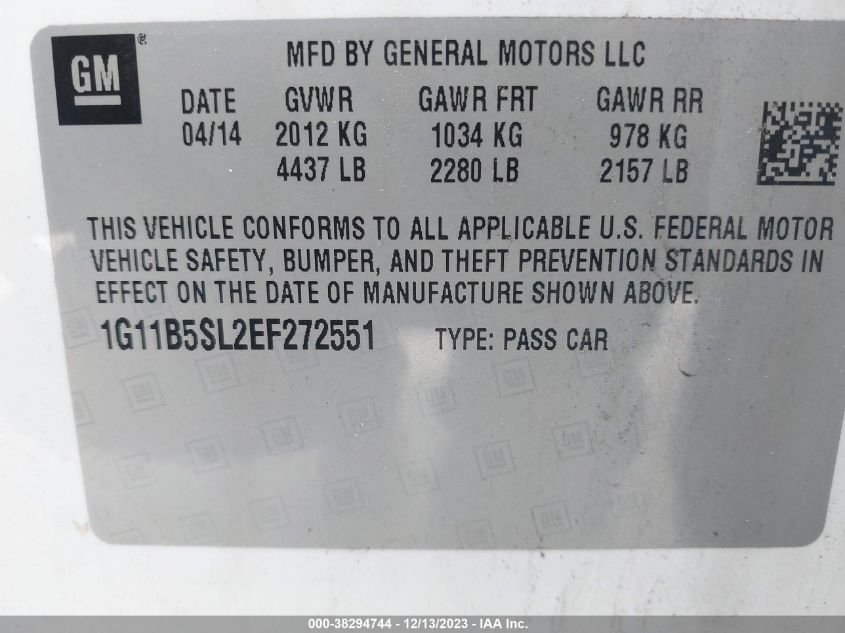 GM ® MFD BY GENERAL MOTORS LLC
DATE GVWR GAWR FRT GAWR RR
04/14 2012 KG 1034 KG 978 KG
4437 LB 2280 LB 2157 LB
THIS VEHICLE CONFORMS TO ALL APPLICABLE U.S. FEDERAL MOTOR
VEHICLE SAFETY, BUMPER, AND THEFT PREVENTION STANDARDS IN
EFFECT ON THE DATE OF MANUFACTURE SHOWN ABOVE.
1G11B5SL2EF272551 TYPE: PASS CAR
000-38294744 - 12/13/2023 - IAA Inc.